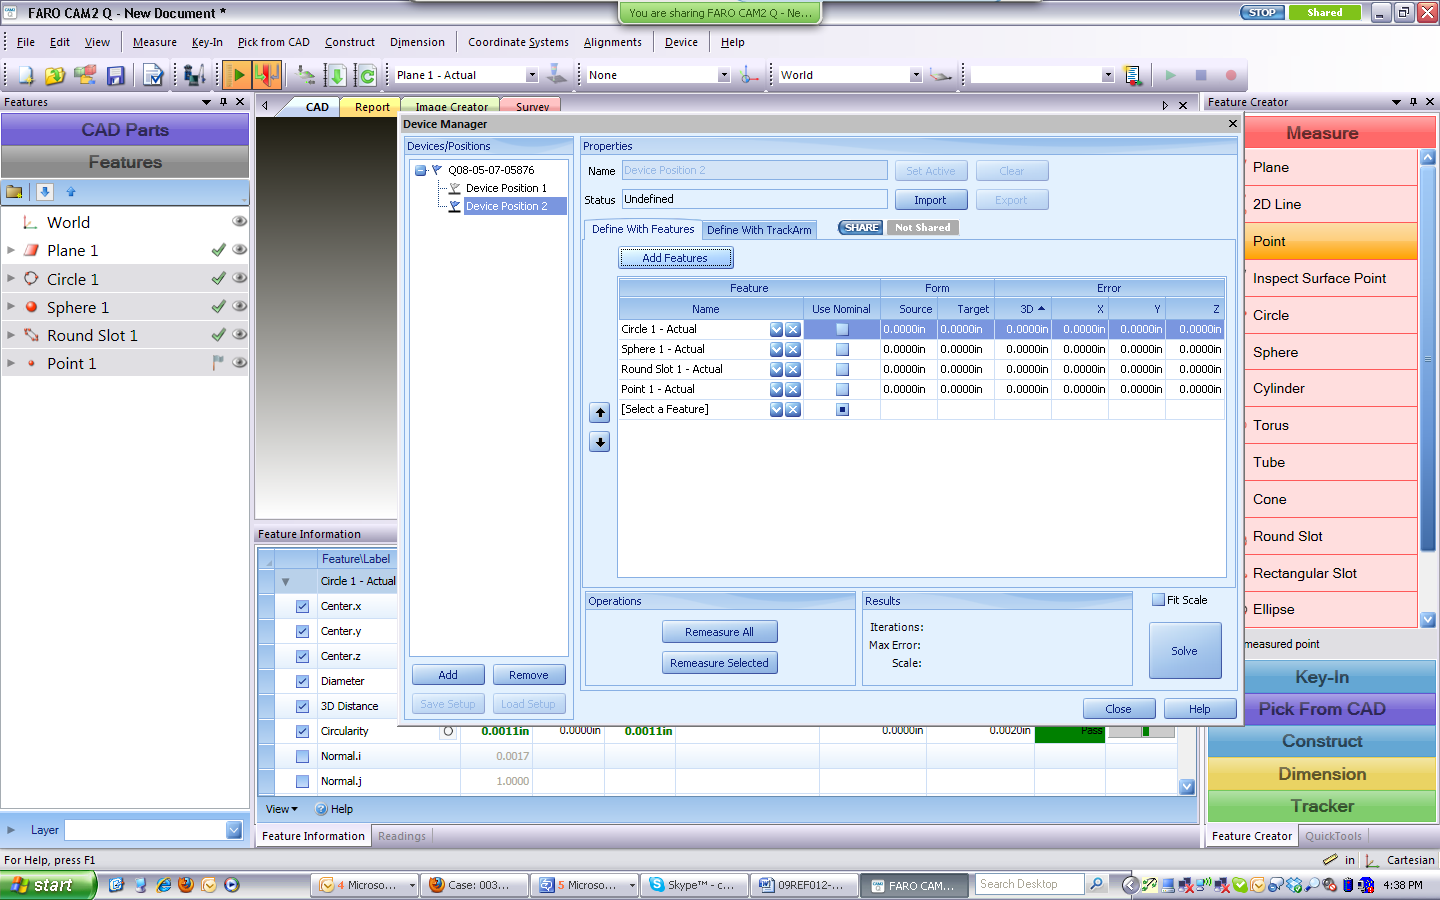 FARO CAM2 Q - New Document *
You are sharing FARO CAM2 Q - Ne...
STOP Shared
File Edit View Measure Key-In Pick from CAD Construct Dimension Coordinate Systems Alignments Device Help
Plane 1 - Actual None World
Features
CAD Report Image Creator Survey
Feature Creator
CAD Parts
Features
World
Plane 1
Circle 1
Sphere 1
Round Slot 1
Point 1
Layer
Device Manager
Devices/Positions
Q08-05-07-05876
Device Position 1
Device Position 2
Add Remove
Save Setup Load Setup
Properties
Name Device Position 2 Set Active Clear
Status Undefined Import Export
Define With Features Define With TrackArm SHARE Not Shared
Add Features
Feature Form Error
Name Use Nominal Source Target 3D X Y Z
Circle 1 - Actual 0.0000in 0.0000in 0.0000in 0.0000in 0.0000in 0.0000in
Sphere 1 - Actual 0.0000in 0.0000in 0.0000in 0.0000in 0.0000in 0.0000in
Round Slot 1 - Actual 0.0000in 0.0000in 0.0000in 0.0000in 0.0000in 0.0000in
Point 1 - Actual 0.0000in 0.0000in 0.0000in 0.0000in 0.0000in 0.0000in
[Select a Feature]
Operations
Remeasure All
Remeasure Selected
Results
Iterations:
Max Error:
Scale:
Fit Scale
Solve
Close Help
Feature Information
Feature\Label
Circle 1 - Actual
Center.x
Center.y
Center.z
Diameter
3D Distance
Circularity 0.0011in 0.0000in 0.0011in 0.0000in 0.0020in Pass
Normal.i 0.0017
Normal.j 1.0000
View Help
Feature Information Readings
Measure
Plane
2D Line
Point
Inspect Surface Point
Circle
Sphere
Cylinder
Torus
Tube
Cone
Round Slot
Rectangular Slot
Ellipse
measured point
Key-In
Pick From CAD
Construct
Dimension
Tracker
Feature Creator QuickTools
For Help, press F1
in Cartesian
start
4 Microso... Case: 003... 5 Microso... Skype™ - c... 09REF012-... FARO CAM... Search Desktop 4:38 PM